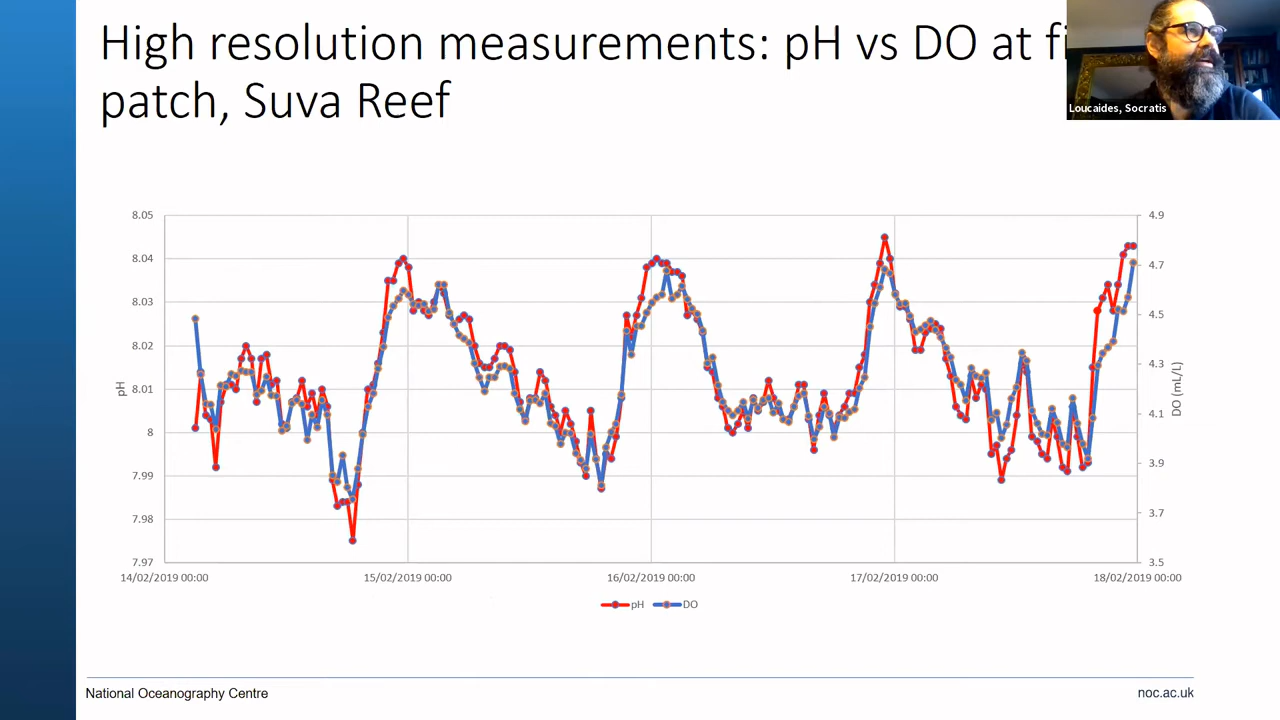 High resolution measurements: pH vs DO at
patch, Suva Reef
Loucaides, Socratis
8.05
8.04
8.03
8.02
8.01
8
7.99
7.98
7.97
pH
4.9
4.7
4.5
4.3
4.1
3.9
3.7
3.5
DO (mL/L)
14/02/2019 00:00
15/02/2019 00:00
16/02/2019 00:00
17/02/2019 00:00
18/02/2019 00:00
pH
DO
National Oceanography Centre
noc.ac.uk